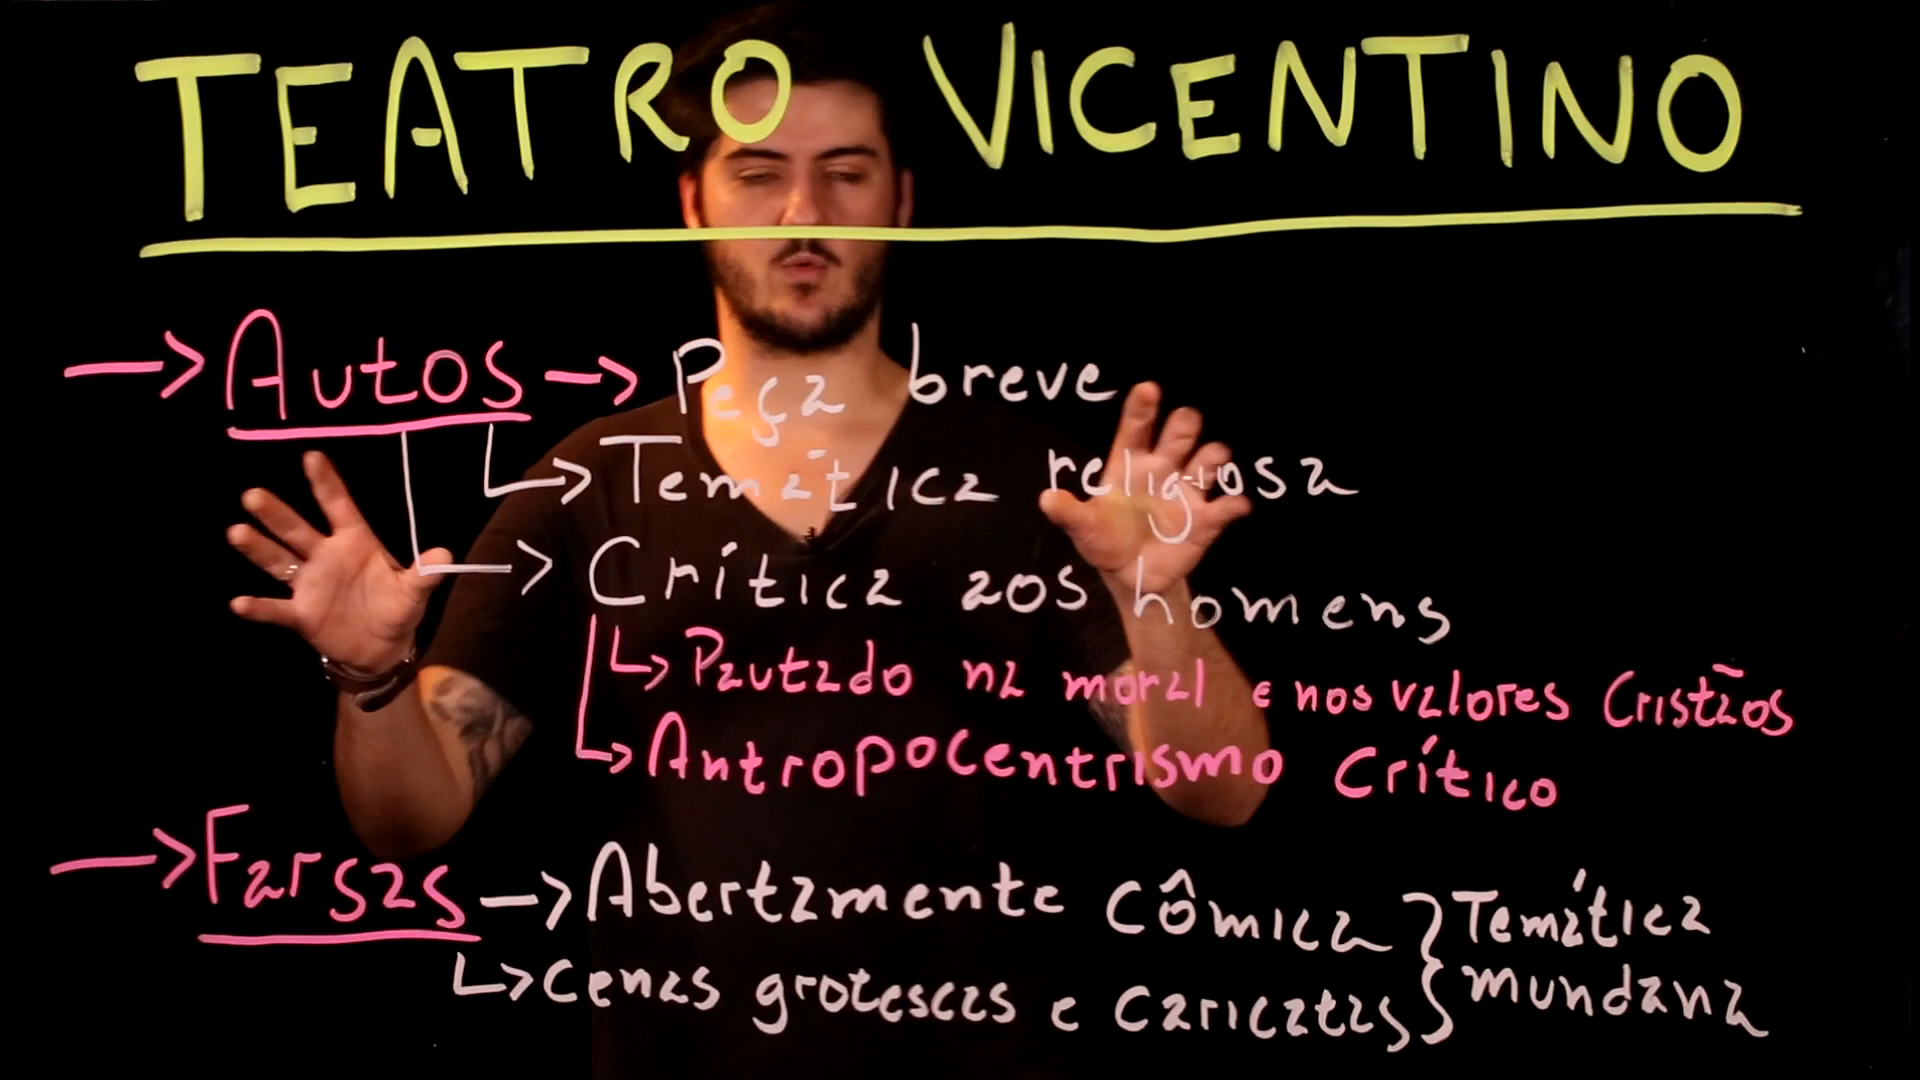 TEATRO VICENTINO
→ Autos → Peça breve
↳ Temática religiosa
↳ Crítica aos homens
↳ Pautado na moral e nos valores Cristãos
↳ Antropocentrismo Crítico
→ Farsas → Abertamente Cômica } Temática
↳ Cenas grotescas e Caricatas } mundana